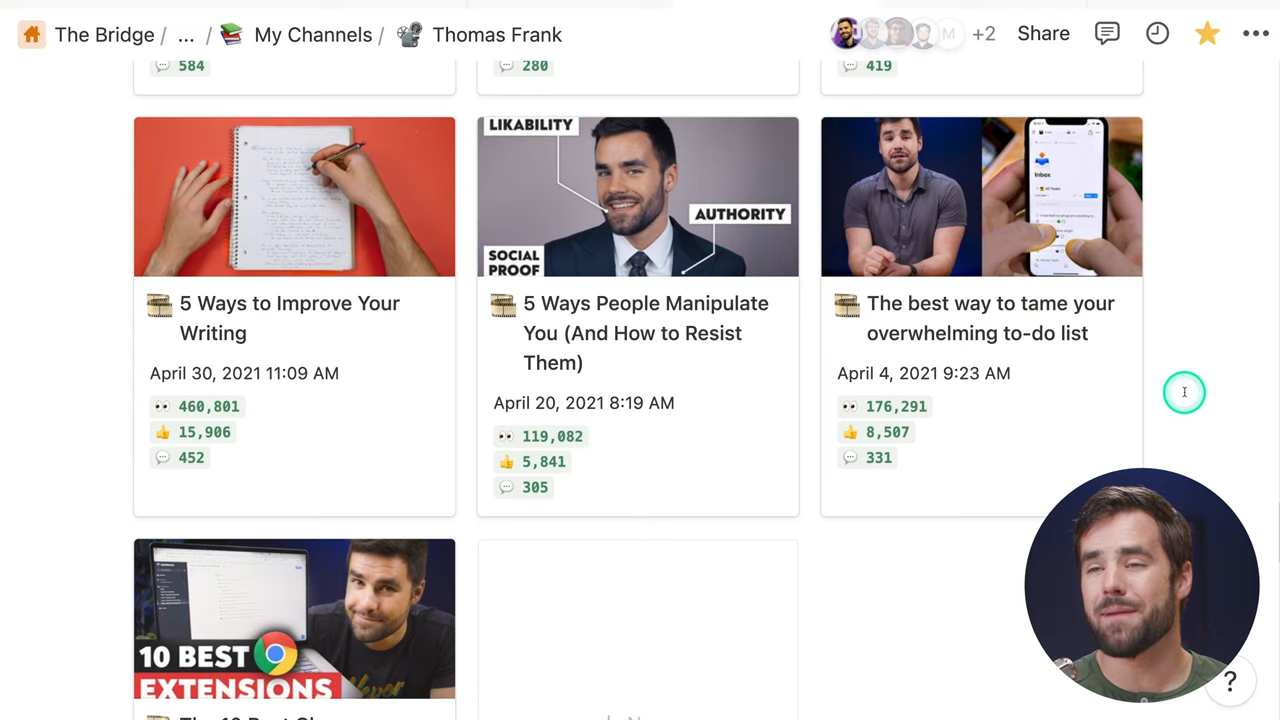 The Bridge / ... / My Channels / Thomas Frank
M +2 Share
584
280
419
LIKABILITY
AUTHORITY
SOCIAL
PROOF
Inbox
5 Ways to Improve Your
Writing
April 30, 2021 11:09 AM
460,801
15,906
452
5 Ways People Manipulate
You (And How to Resist
Them)
April 20, 2021 8:19 AM
119,082
5,841
305
The best way to tame your
overwhelming to-do list
April 4, 2021 9:23 AM
176,291
8,507
331
10 BEST
EXTENSIONS
?